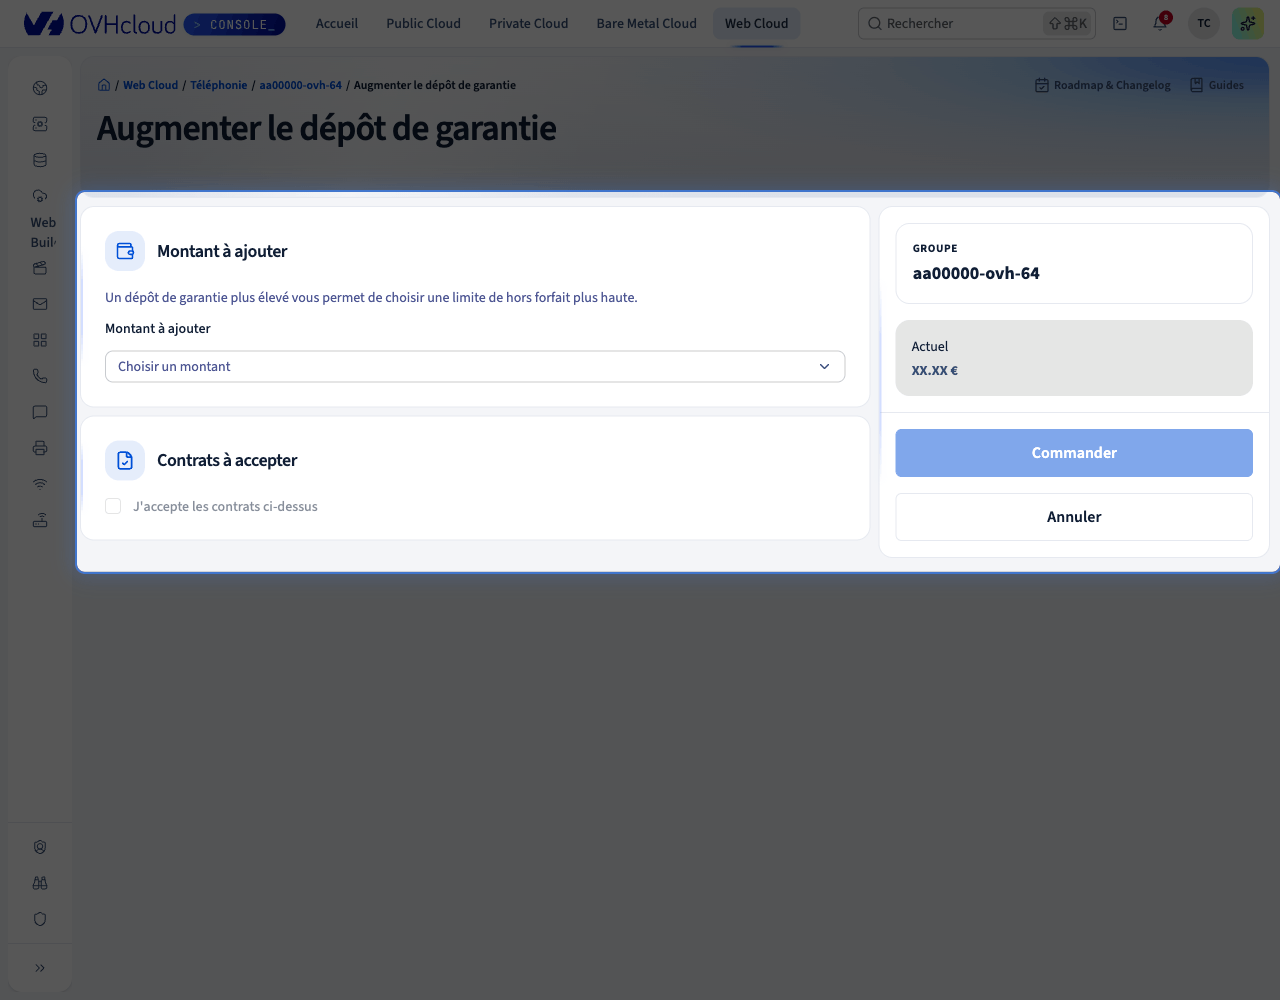 OVHcloud > CONSOLE_
Accueil
Public Cloud
Private Cloud
Bare Metal Cloud
Web Cloud
Rechercher
⇧⌘K
8
TC
/ Web Cloud / Téléphonie / aa00000-ovh-64 / Augmenter le dépôt de garantie
Roadmap & Changelog
Guides
Augmenter le dépôt de garantie
Web
Buil
Montant à ajouter
Un dépôt de garantie plus élevé vous permet de choisir une limite de hors forfait plus haute.
Montant à ajouter
Choisir un montant
Contrats à accepter
J'accepte les contrats ci-dessus
GROUPE
aa00000-ovh-64
Actuel
XX.XX €
Commander
Annuler